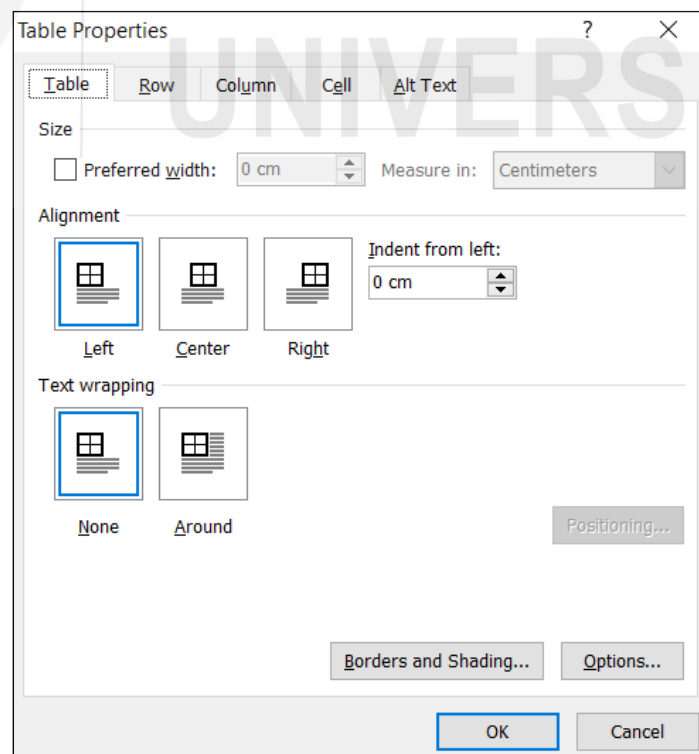 Table Properties ? X
UNIVERS
Table Row Column Cell Alt Text
Size
Preferred width: 0 cm Measure in: Centimeters
Alignment
Indent from left:
0 cm
Left Center Right
Text wrapping
None Around
Positioning...
Borders and Shading... Options...
OK Cancel